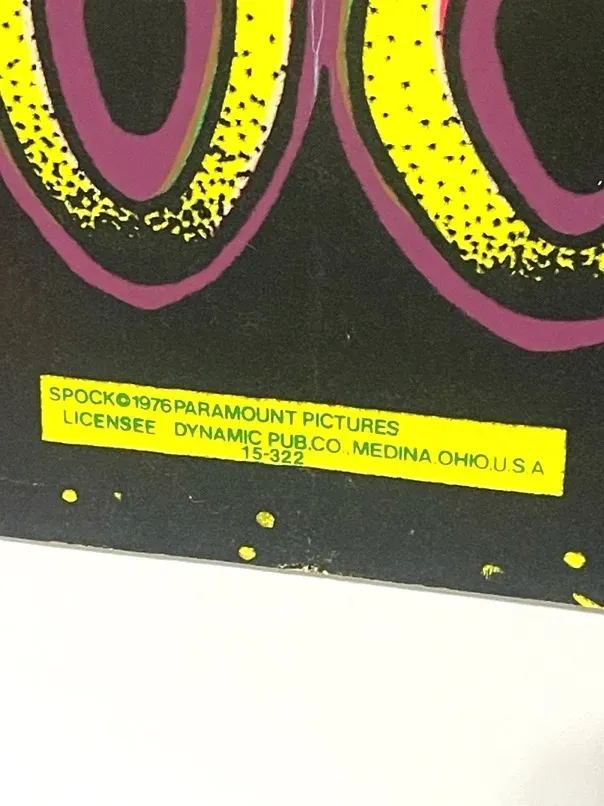 SPOCK©1976 PARAMOUNT PICTURES
LICENSEE DYNAMIC PUB.CO., MEDINA.OHIO,U.S A
15-322